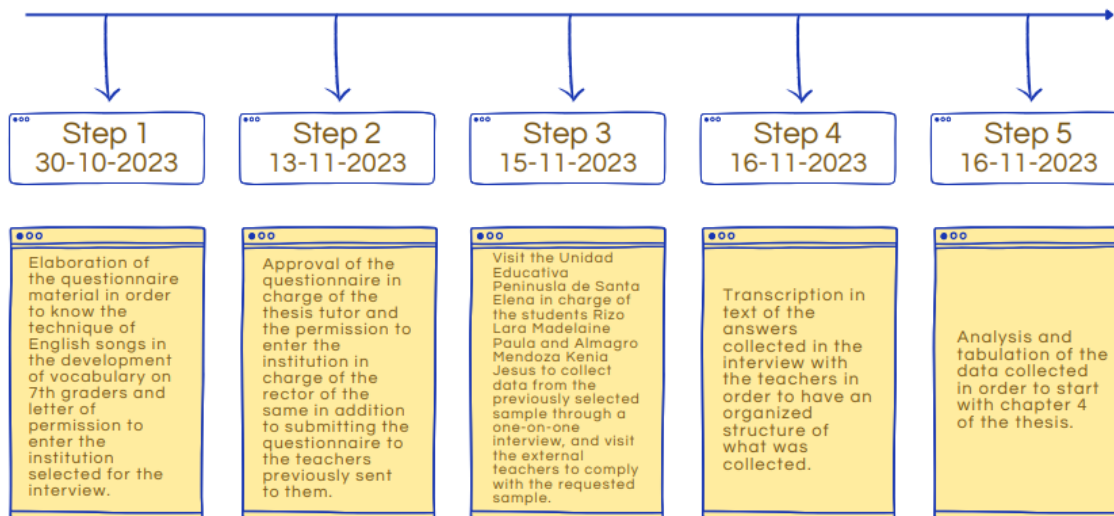 Step 1
30-10-2023
Step 2
13-11-2023
Step 3
15-11-2023
Step 4
16-11-2023
Step 5
16-11-2023
Elaboration of
the questionnaire
material in order
to know the
technique of
English songs in
the development
of vocabulary on
7th graders and
letter of
permission to
enter the
institution
selected for the
interview.
Approval of the
questionnaire in
charge of the
thesis tutor and
the permission to
enter the
institution in
charge of the
rector of the
same in addition
to submitting the
questionnaire to
the teachers
previously sent
to them.
Visit the Unidad
Educativa
Peninusla de Santa
Elena in charge of
the students Rizo
Lara Madelaine
Paula and Almagro
Mendoza Kenia
Jesus to collect
data from the
previously selected
sample through a
one-on-one
interview, and visit
the external
teachers to comply
with the requested
sample.
Transcription in
text of the
answers
collected in the
interview with
the teachers in
order to have an
organized
structure of
what was
collected.
Analysis and
tabulation of the
data collected
in order to start
with chapter 4
of the thesis.